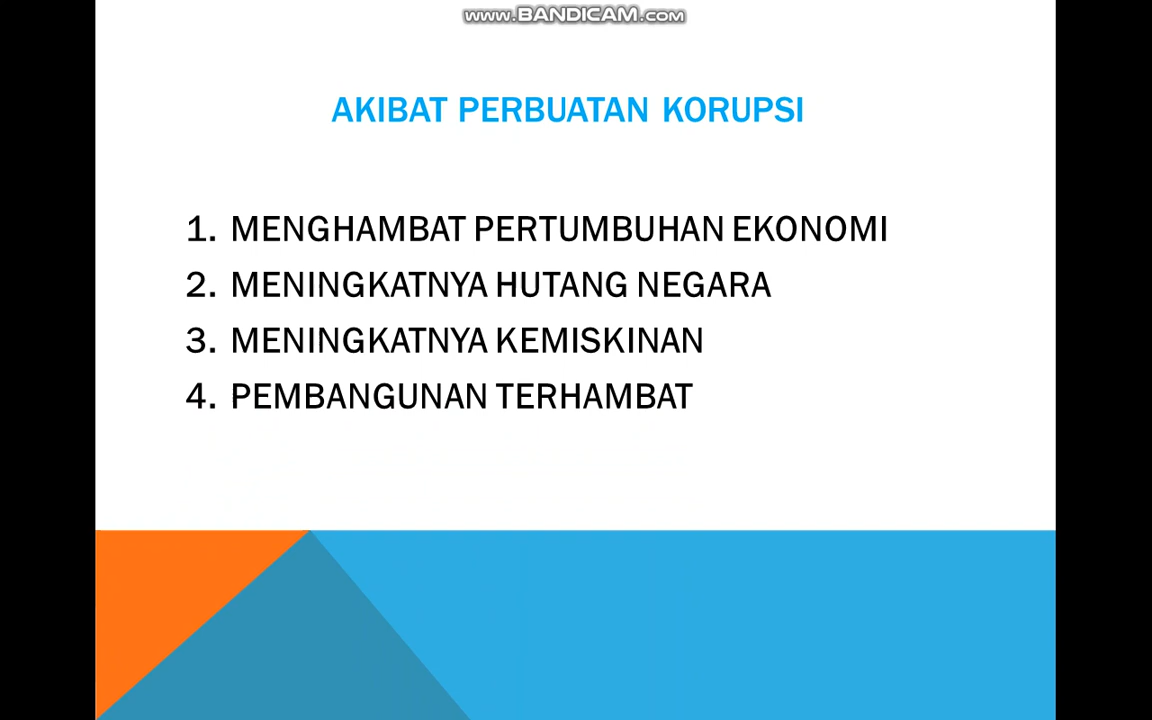 www.BANDICAM.com
AKIBAT PERBUATAN KORUPSI
1. MENGHAMBAT PERTUMBUHAN EKONOMI
2. MENINGKATNYA HUTANG NEGARA
3. MENINGKATNYA KEMISKINAN
4. PEMBANGUNAN TERHAMBAT